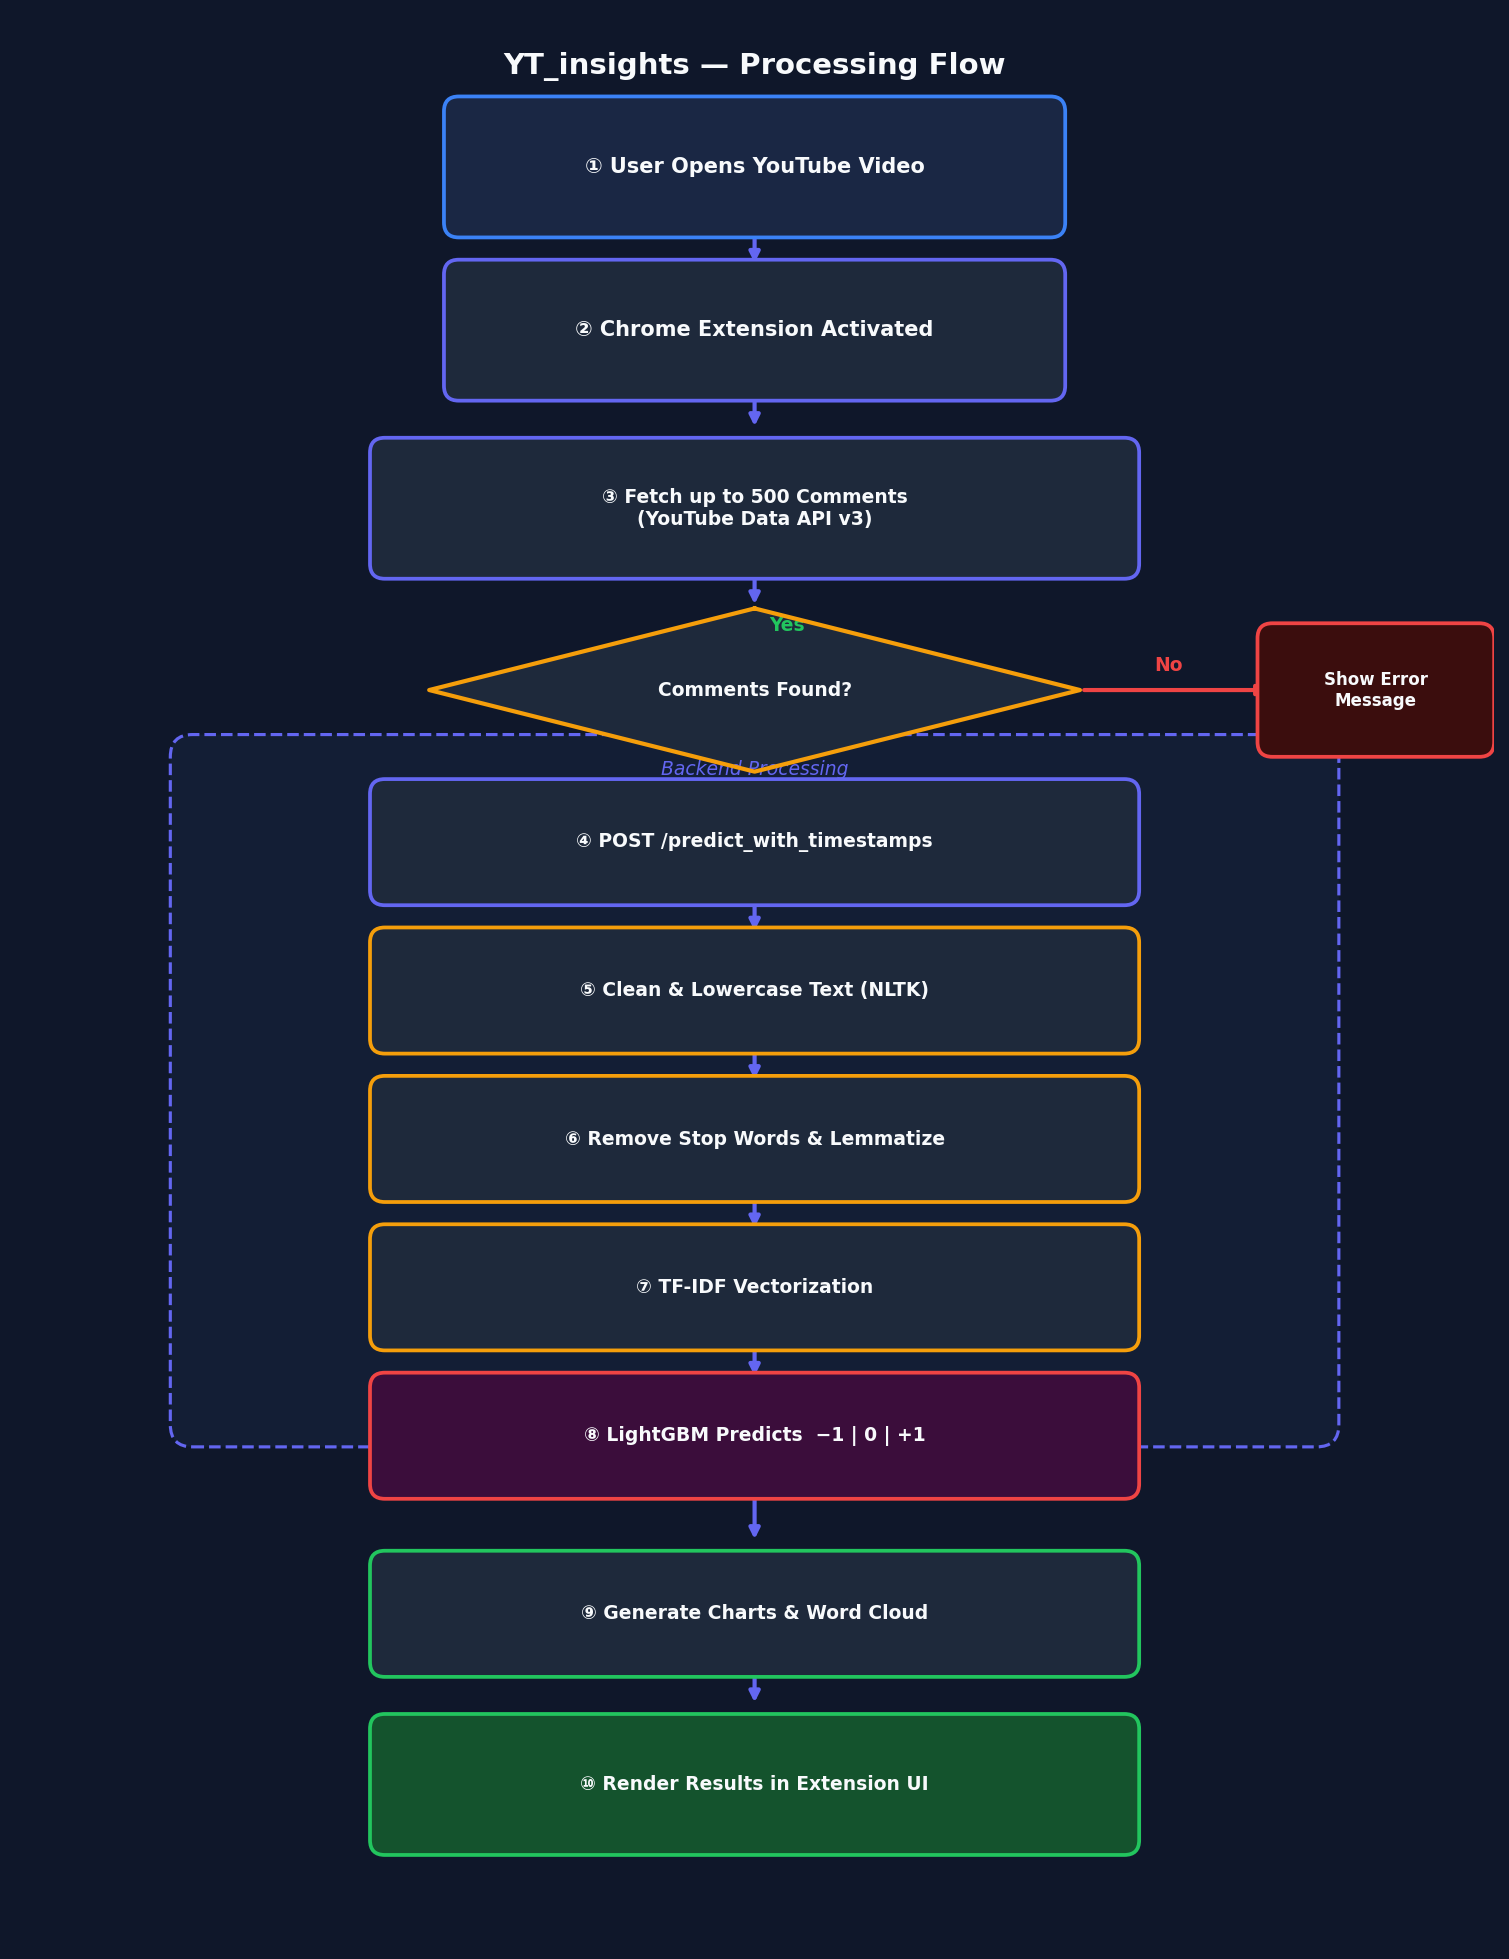 YT_insights — Processing Flow
① User Opens YouTube Video
② Chrome Extension Activated
③ Fetch up to 500 Comments
(YouTube Data API v3)
Yes
Comments Found?
No
Show Error
Message
Backend Processing
④ POST /predict_with_timestamps
⑤ Clean & Lowercase Text (NLTK)
⑥ Remove Stop Words & Lemmatize
⑦ TF-IDF Vectorization
⑧ LightGBM Predicts  −1 | 0 | +1
⑨ Generate Charts & Word Cloud
⑩ Render Results in Extension UI